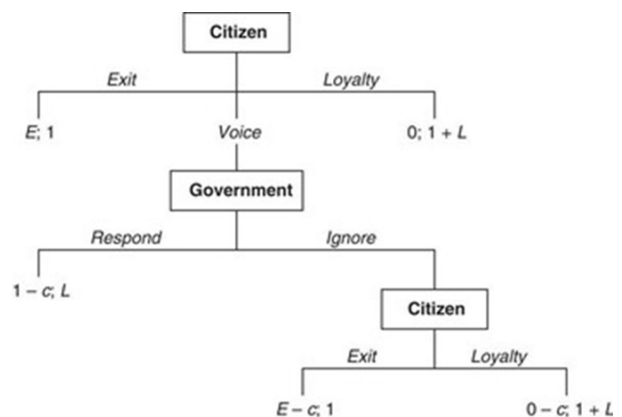 Citizen
Exit Loyalty
E; 1 Voice 0; 1 + L
Government
Respond Ignore
1 – c; L
Citizen
Exit Loyalty
E – c; 1 0 – c; 1 + L